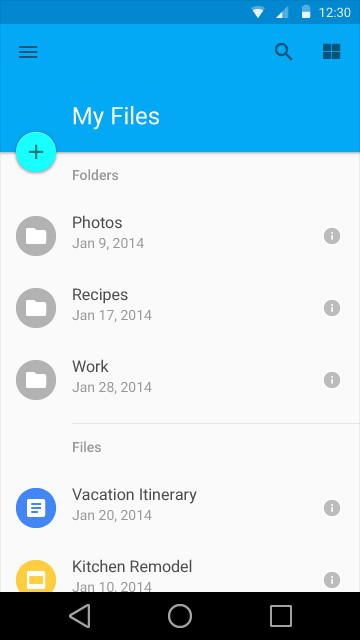 12:30
My Files
Folders
Photos
Jan 9, 2014
Recipes
Jan 17, 2014
Work
Jan 28, 2014
Files
Vacation Itinerary
Jan 20, 2014
Kitchen Remodel
Jan 10, 2014